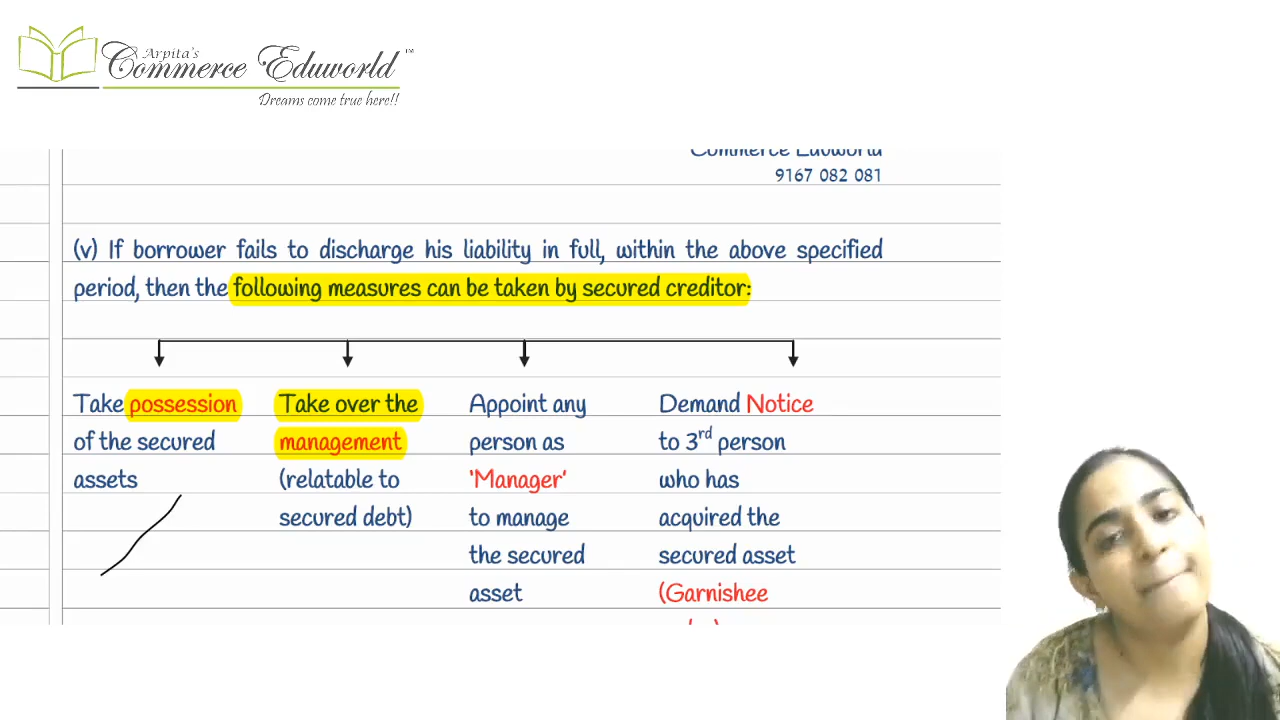 Arpita's
Commerce Eduworld™
Dreams come true here!!
Commerce Eduworld
9167 082 081
(v) If borrower fails to discharge his liability in full, within the above specified
period, then the following measures can be taken by secured creditor:
Take possession
of the secured
assets
Take over the
management
(relatable to
secured debt)
Appoint any
person as
'Manager'
to manage
the secured
asset
Demand Notice
to 3rd person
who has
acquired the
secured asset
(Garnishee